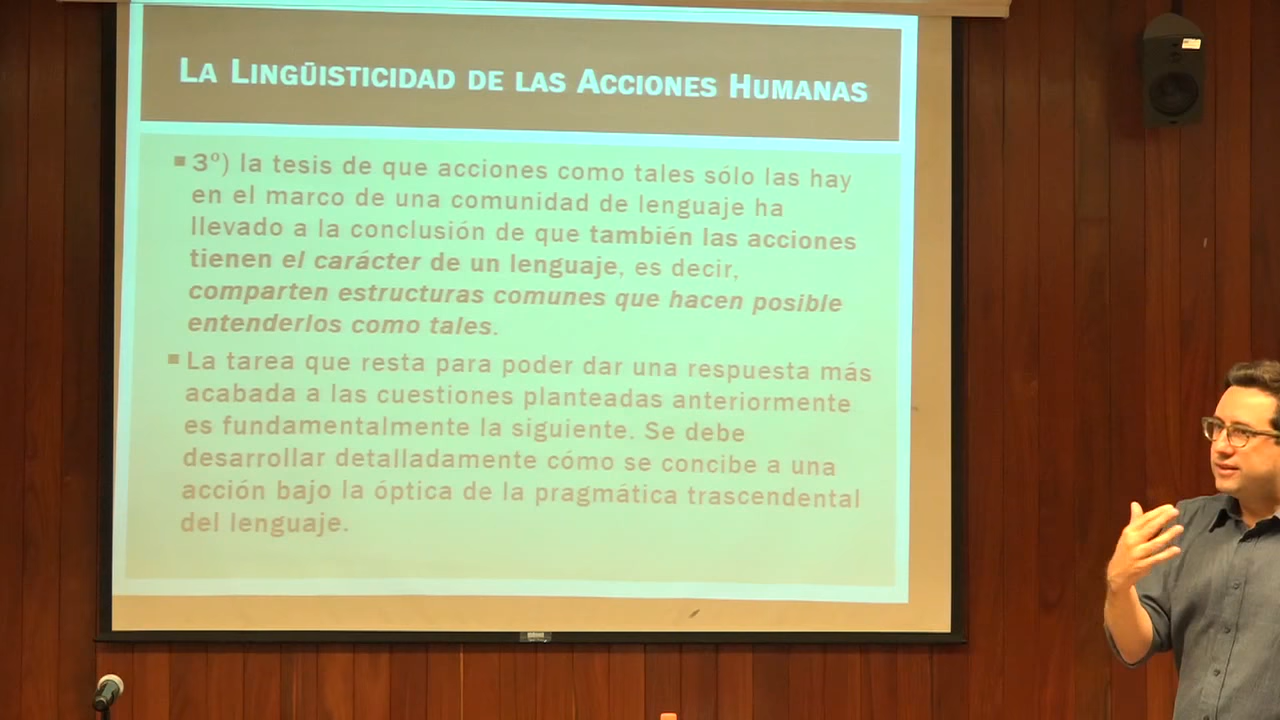 La Lingüisticidad de las Acciones Humanas
▪ 3º) la tesis de que acciones como tales sólo las hay
en el marco de una comunidad de lenguaje ha
llevado a la conclusión de que también las acciones
tienen el carácter de un lenguaje, es decir,
comparten estructuras comunes que hacen posible
entenderlos como tales.
▪ La tarea que resta para poder dar una respuesta más
acabada a las cuestiones planteadas anteriormente
es fundamentalmente la siguiente. Se debe
desarrollar detalladamente cómo se concibe a una
acción bajo la óptica de la pragmática trascendental
del lenguaje.